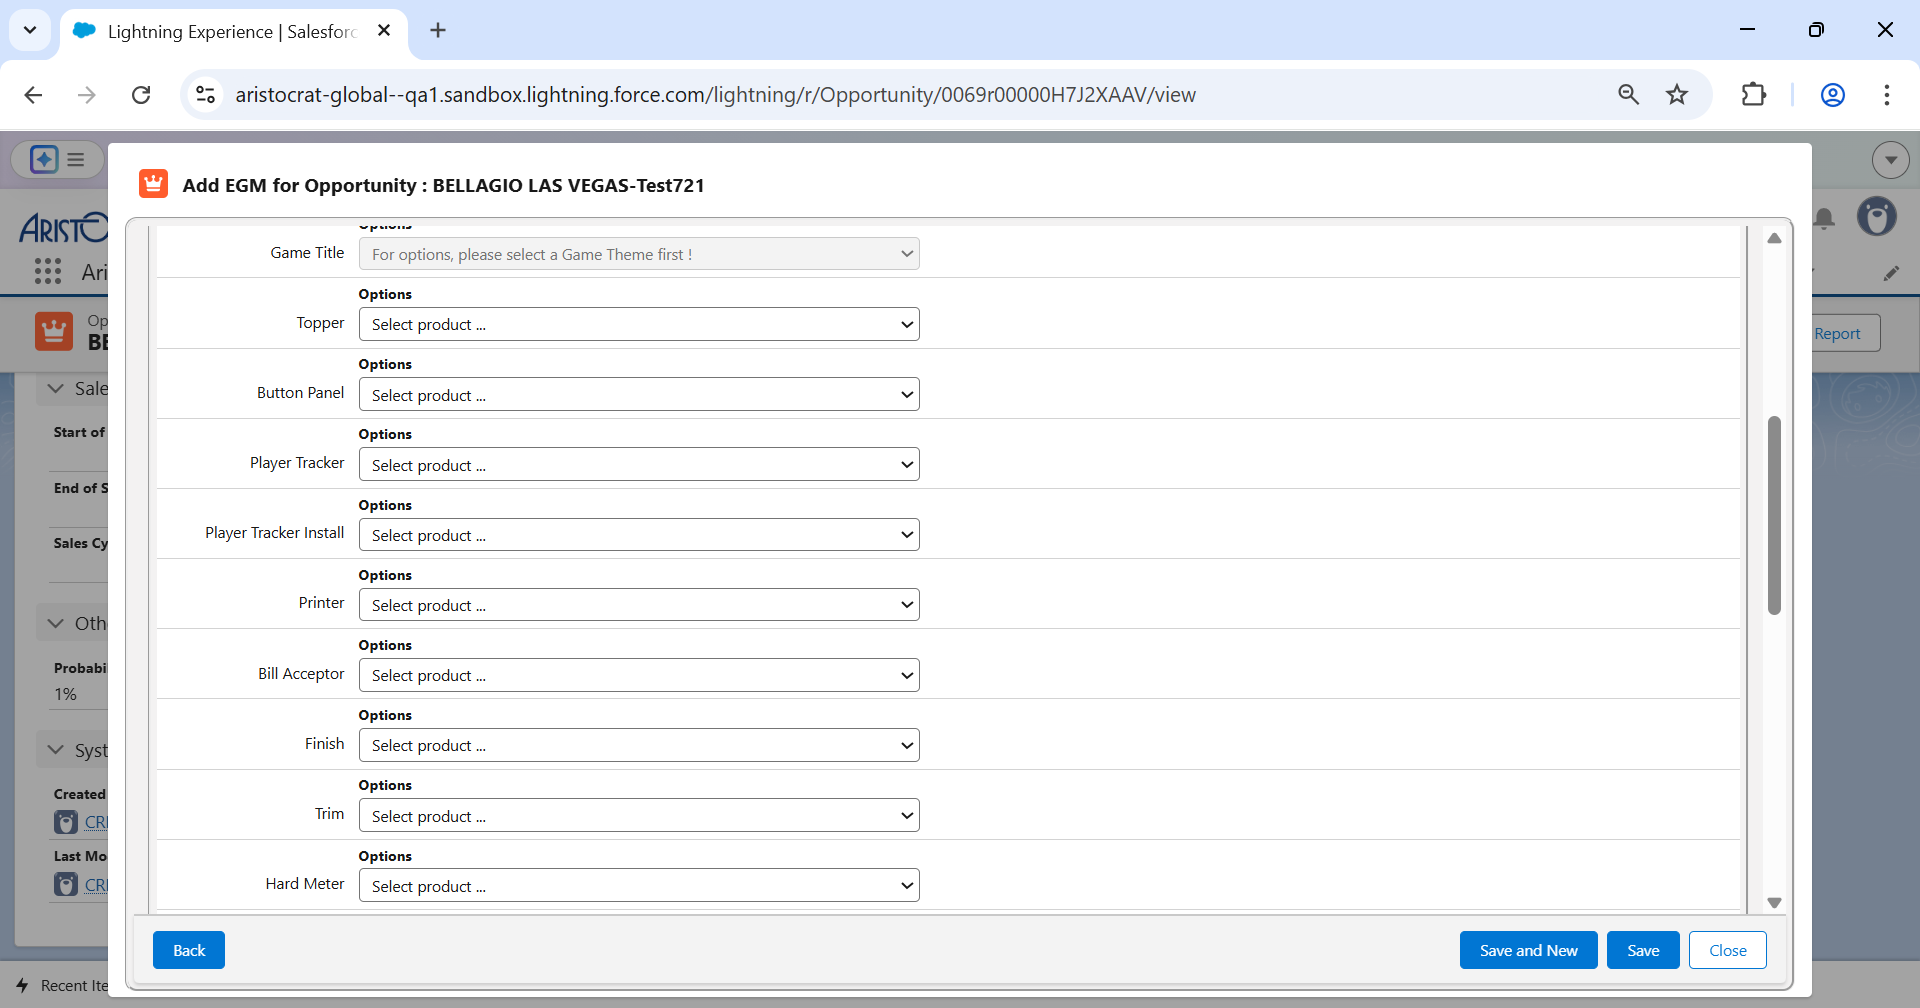 Lightning Experience | Salesforc
aristocrat-global--qa1.sandbox.lightning.force.com/lightning/r/Opportunity/0069r00000H7J2XAAV/view
Add EGM for Opportunity : BELLAGIO LAS VEGAS-Test721
ARISTO
Ari
Op
BE
Report
Sale
Start of
End of S
Sales Cy
Oth
Probabi
1%
Syst
Created
CRI
Last Mo
CRI
Recent Ite
Options
Game Title For options, please select a Game Theme first !
Options
Topper Select product ...
Options
Button Panel Select product ...
Options
Player Tracker Select product ...
Options
Player Tracker Install Select product ...
Options
Printer Select product ...
Options
Bill Acceptor Select product ...
Options
Finish Select product ...
Options
Trim Select product ...
Options
Hard Meter Select product ...
Back Save and New Save Close